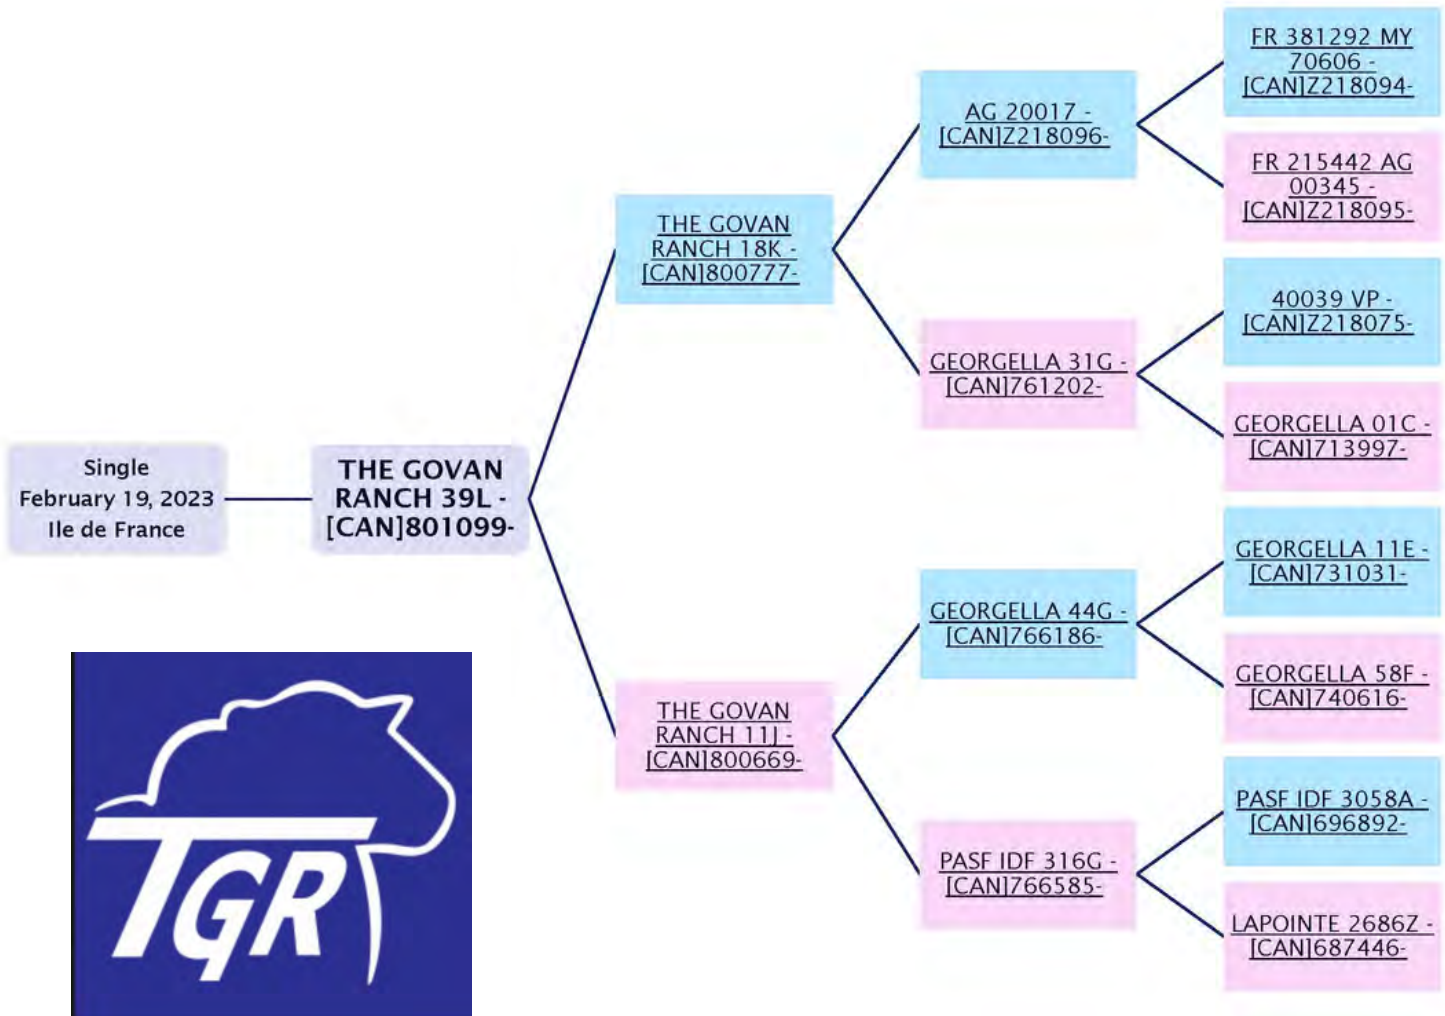 Single
February 19, 2023
Ile de France
THE GOVAN
RANCH 39L -
[CAN]801099-
THE GOVAN
RANCH 18K -
[CAN]800777-
THE GOVAN
RANCH 11J -
[CAN]800669-
AG 20017 -
[CAN]Z218096-
GEORGELLA 31G -
[CAN]761202-
GEORGELLA 44G -
[CAN]766186-
PASF IDF 316G -
[CAN]766585-
FR 381292 MY
70606 -
[CAN]Z218094-
FR 215442 AG
00345 -
[CAN]Z218095-
40039 VP -
[CAN]Z218075-
GEORGELLA 01C -
[CAN]713997-
GEORGELLA 11E -
[CAN]731031-
GEORGELLA 58F -
[CAN]740616-
PASF IDF 3058A -
[CAN]696892-
LAPOINTE 2686Z -
[CAN]687446-
TGR